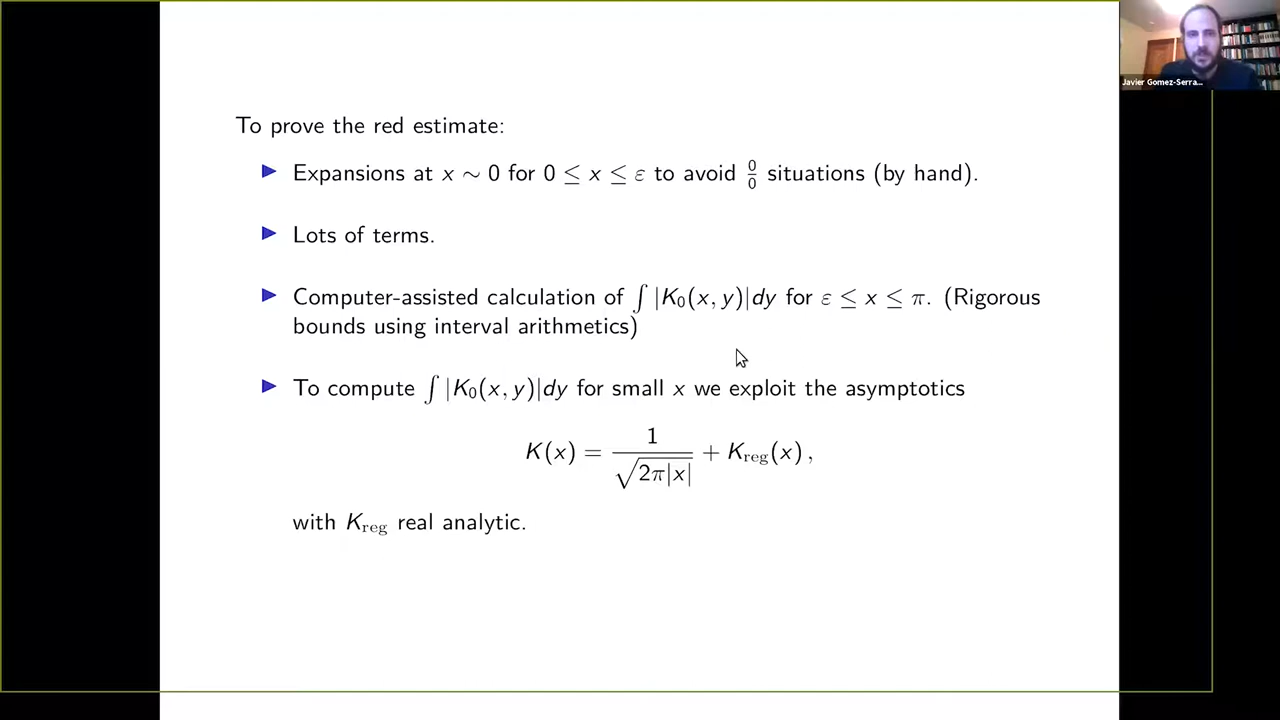 Javier Gomez-Serra...
To prove the red estimate:
Expansions at x ∼ 0 for 0 ≤ x ≤ ε to avoid 0/0 situations (by hand).
Lots of terms.
Computer-assisted calculation of ∫ |K₀(x, y)|dy for ε ≤ x ≤ π. (Rigorous
bounds using interval arithmetics)
To compute ∫ |K₀(x, y)|dy for small x we exploit the asymptotics
K(x) = 1/√(2π|x|) + K_reg(x),
with K_reg real analytic.